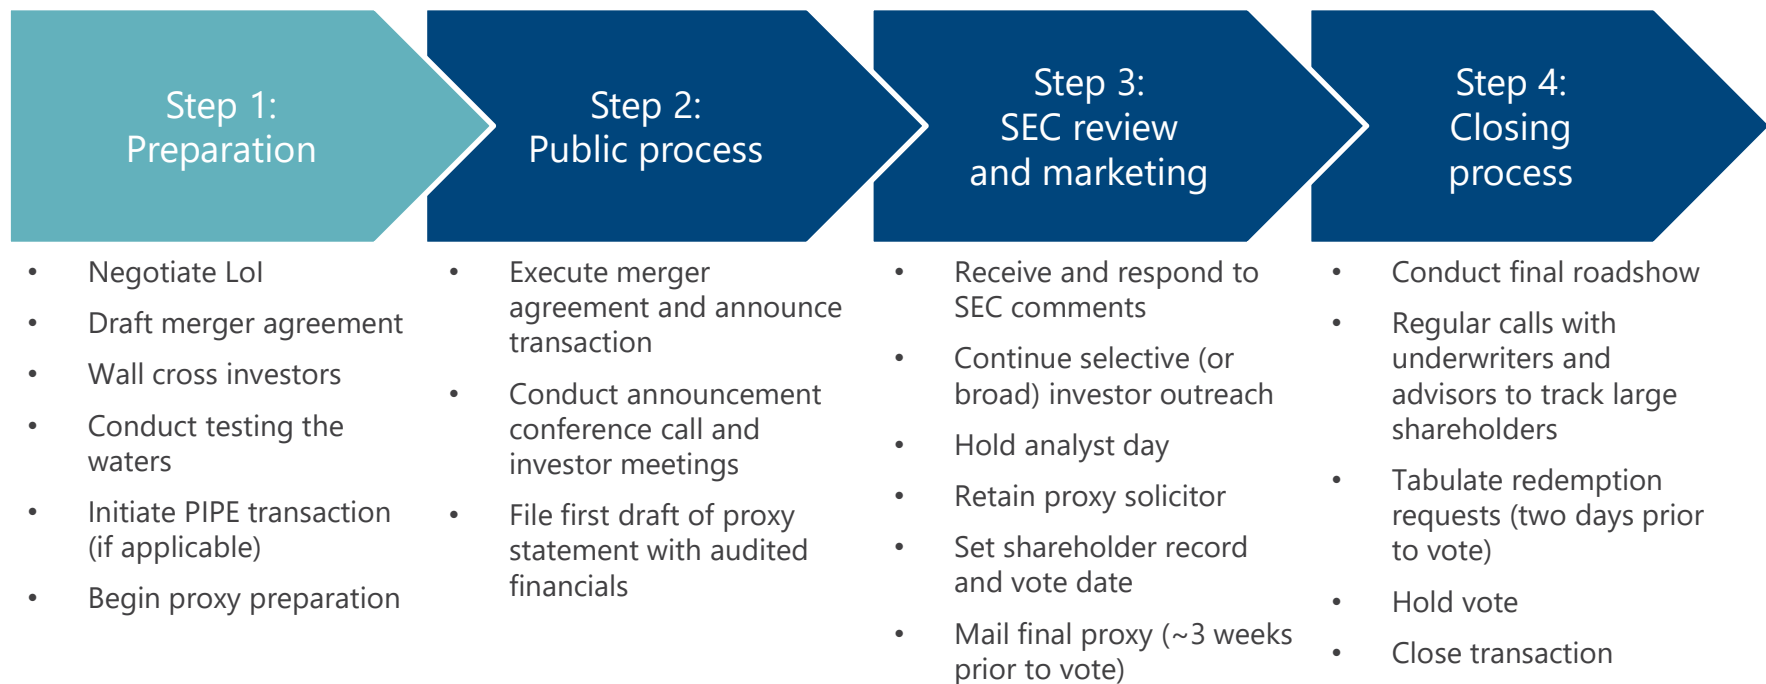 Step 1:
Preparation
• Negotiate LoI
• Draft merger agreement
• Wall cross investors
• Conduct testing the
waters
• Initiate PIPE transaction
(if applicable)
• Begin proxy preparation
Step 2:
Public process
• Execute merger
agreement and announce
transaction
• Conduct announcement
conference call and
investor meetings
• File first draft of proxy
statement with audited
financials
Step 3:
SEC review
and marketing
• Receive and respond to
SEC comments
• Continue selective (or
broad) investor outreach
• Hold analyst day
• Retain proxy solicitor
• Set shareholder record
and vote date
• Mail final proxy (~3 weeks
prior to vote)
Step 4:
Closing
process
• Conduct final roadshow
• Regular calls with
underwriters and
advisors to track large
shareholders
• Tabulate redemption
requests (two days prior
to vote)
• Hold vote
• Close transaction